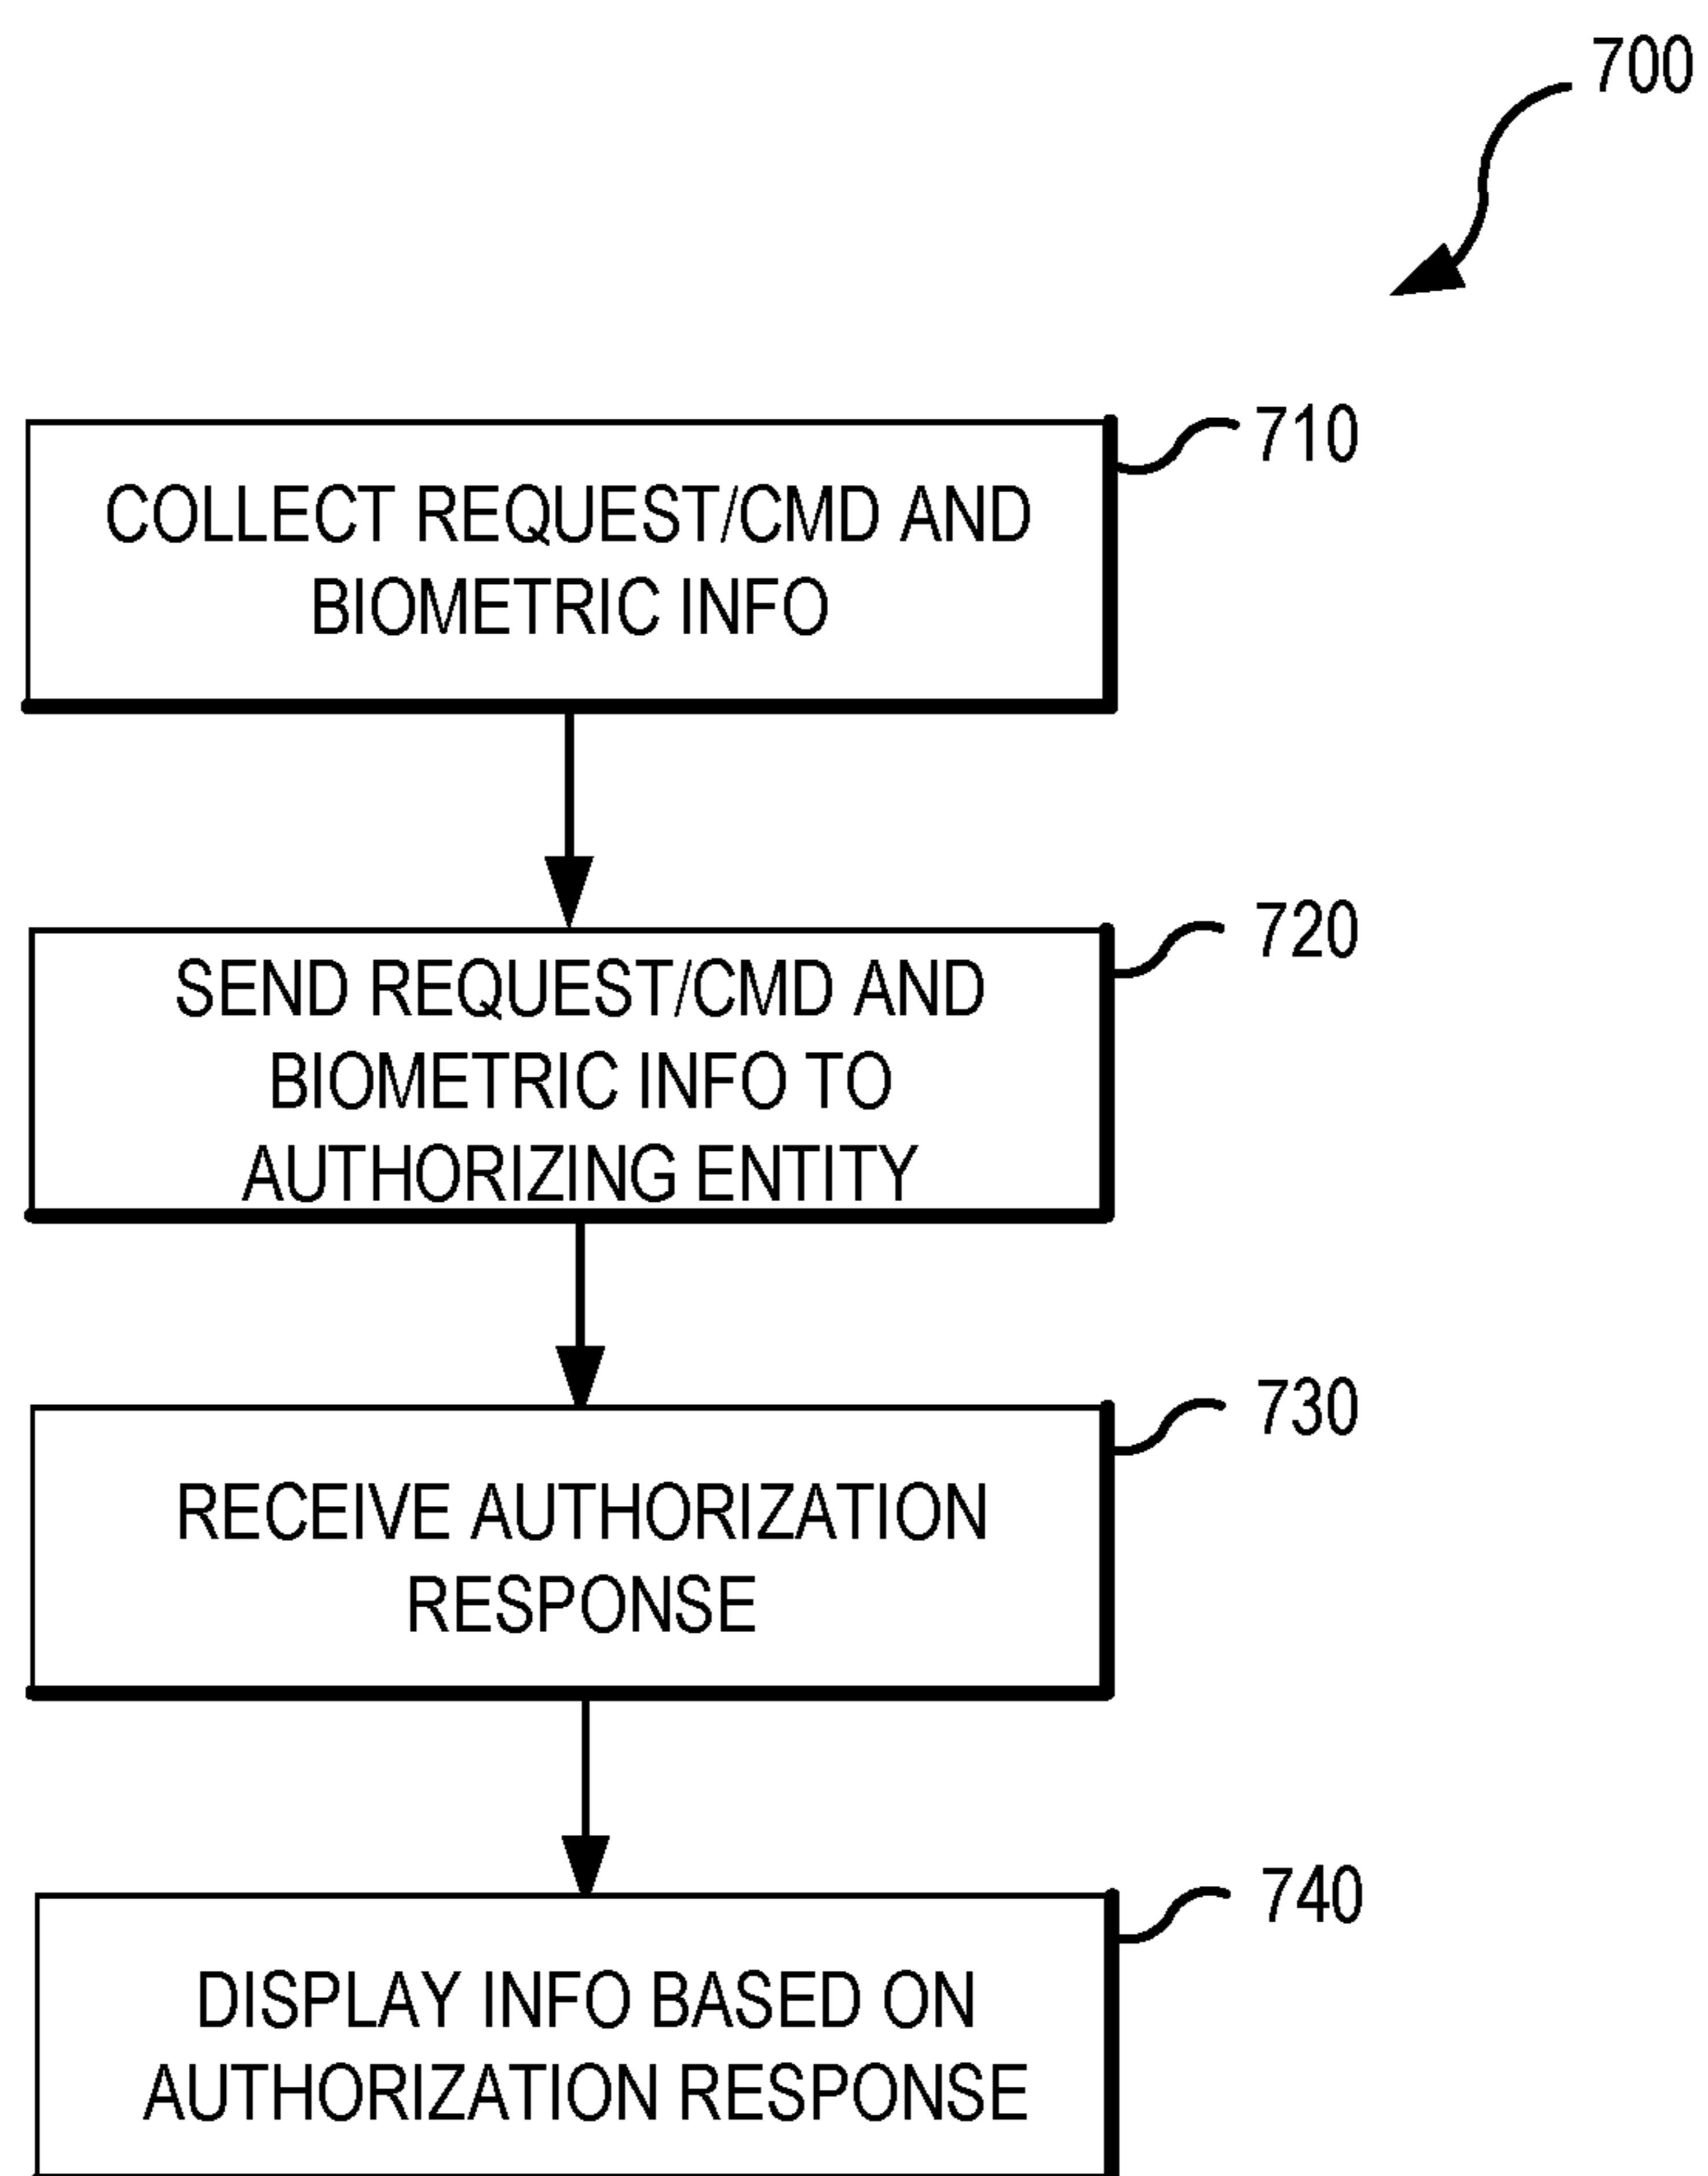 700
710
COLLECT REQUEST/CMD AND
BIOMETRIC INFO
720
SEND REQUEST/CMD AND
BIOMETRIC INFO TO
AUTHORIZING ENTITY
730
RECEIVE AUTHORIZATION
RESPONSE
740
DISPLAY INFO BASED ON
AUTHORIZATION RESPONSE